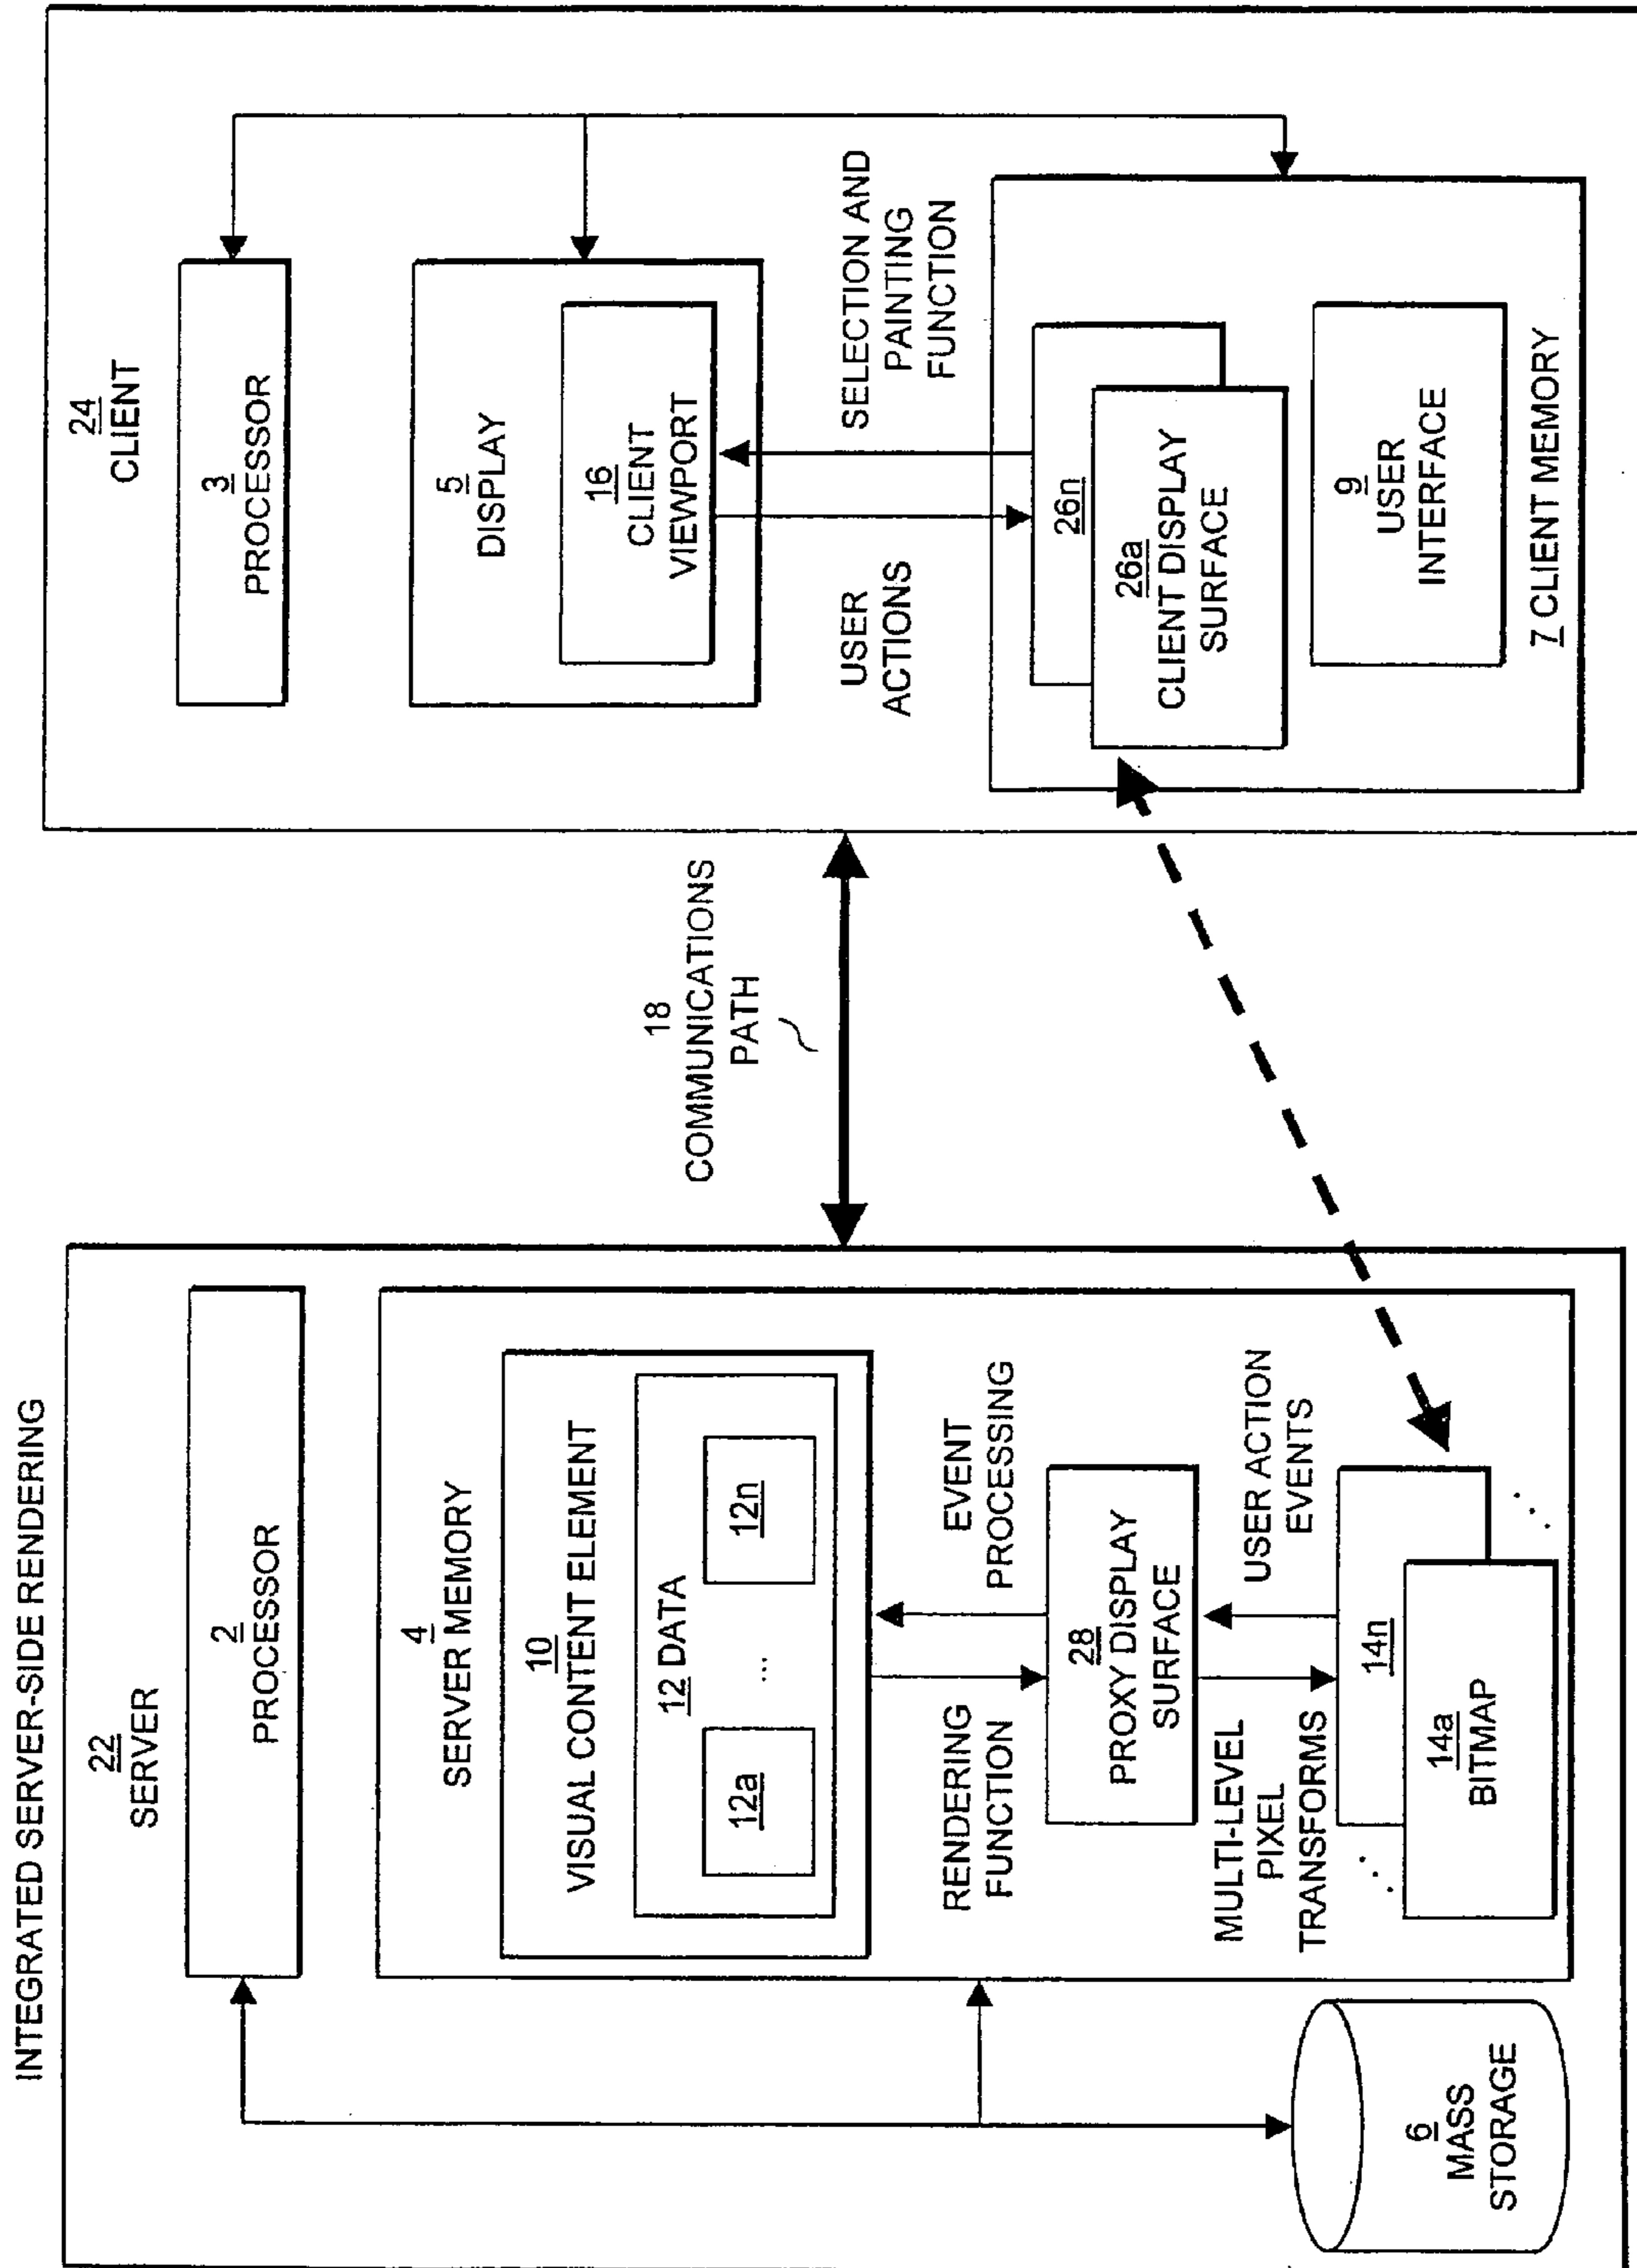 INTEGRATED SERVER-SIDE RENDERING
22
SERVER
2
PROCESSOR
4
SERVER MEMORY
10
VISUAL CONTENT ELEMENT
12 DATA
12a
...
12n
RENDERING
FUNCTION
EVENT
PROCESSING
28
PROXY DISPLAY
SURFACE
MULTI-LEVEL
PIXEL
TRANSFORMS
USER ACTION
EVENTS
14n
14a
BITMAP
6
MASS
STORAGE
18
COMMUNICATIONS
PATH
24
CLIENT
3
PROCESSOR
5
DISPLAY
16
CLIENT
VIEWPORT
USER
ACTIONS
SELECTION AND
PAINTING
FUNCTION
26n
26a
CLIENT DISPLAY
SURFACE
9
USER
INTERFACE
7 CLIENT MEMORY